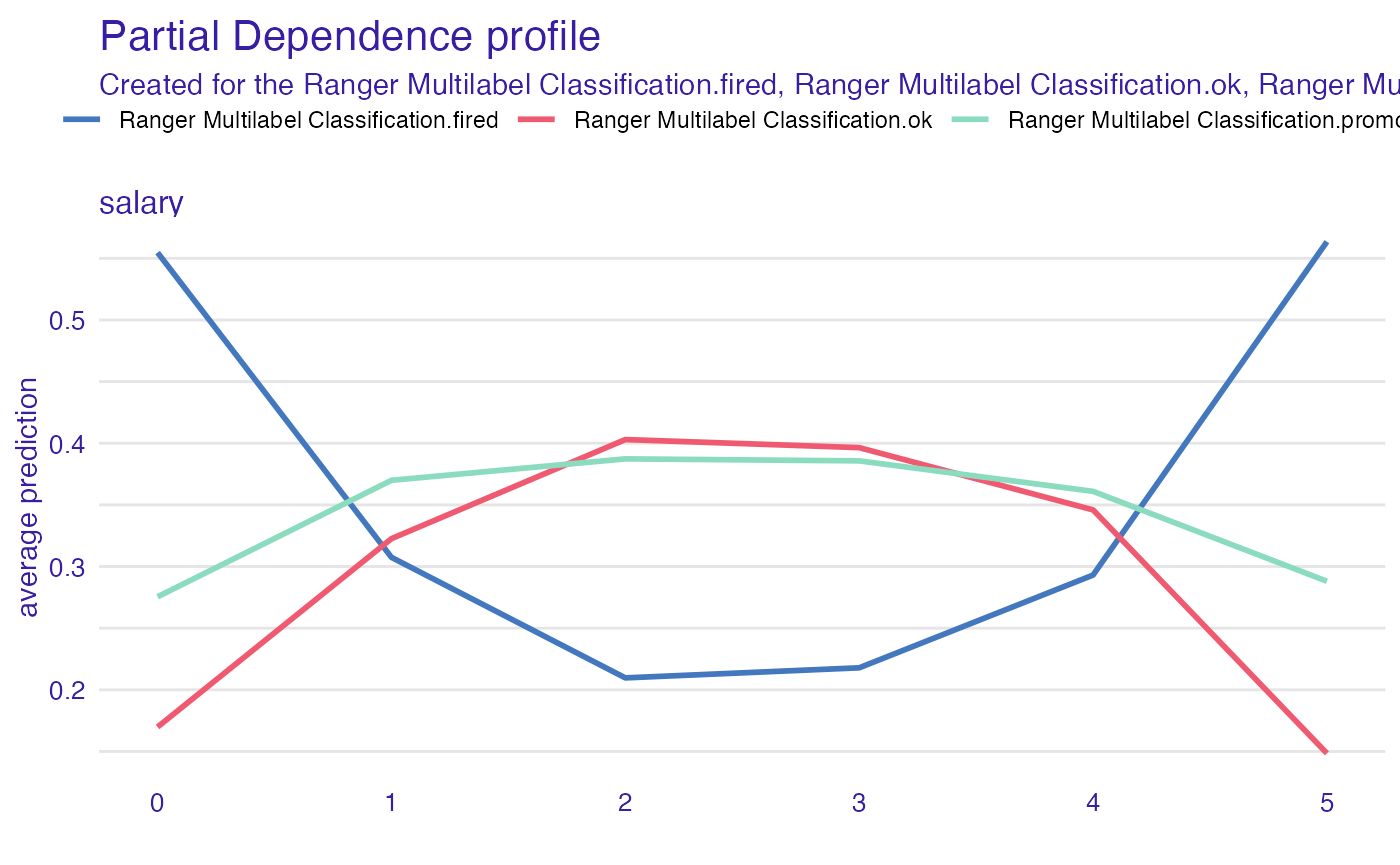 Partial Dependence profile
Created for the Ranger Multilabel Classification.fired, Ranger Multilabel Classification.ok, Ranger Mu
Ranger Multilabel Classification.fired Ranger Multilabel Classification.ok Ranger Multilabel Classification.promo
salary
average prediction
0.5
0.4
0.3
0.2
0 1 2 3 4 5